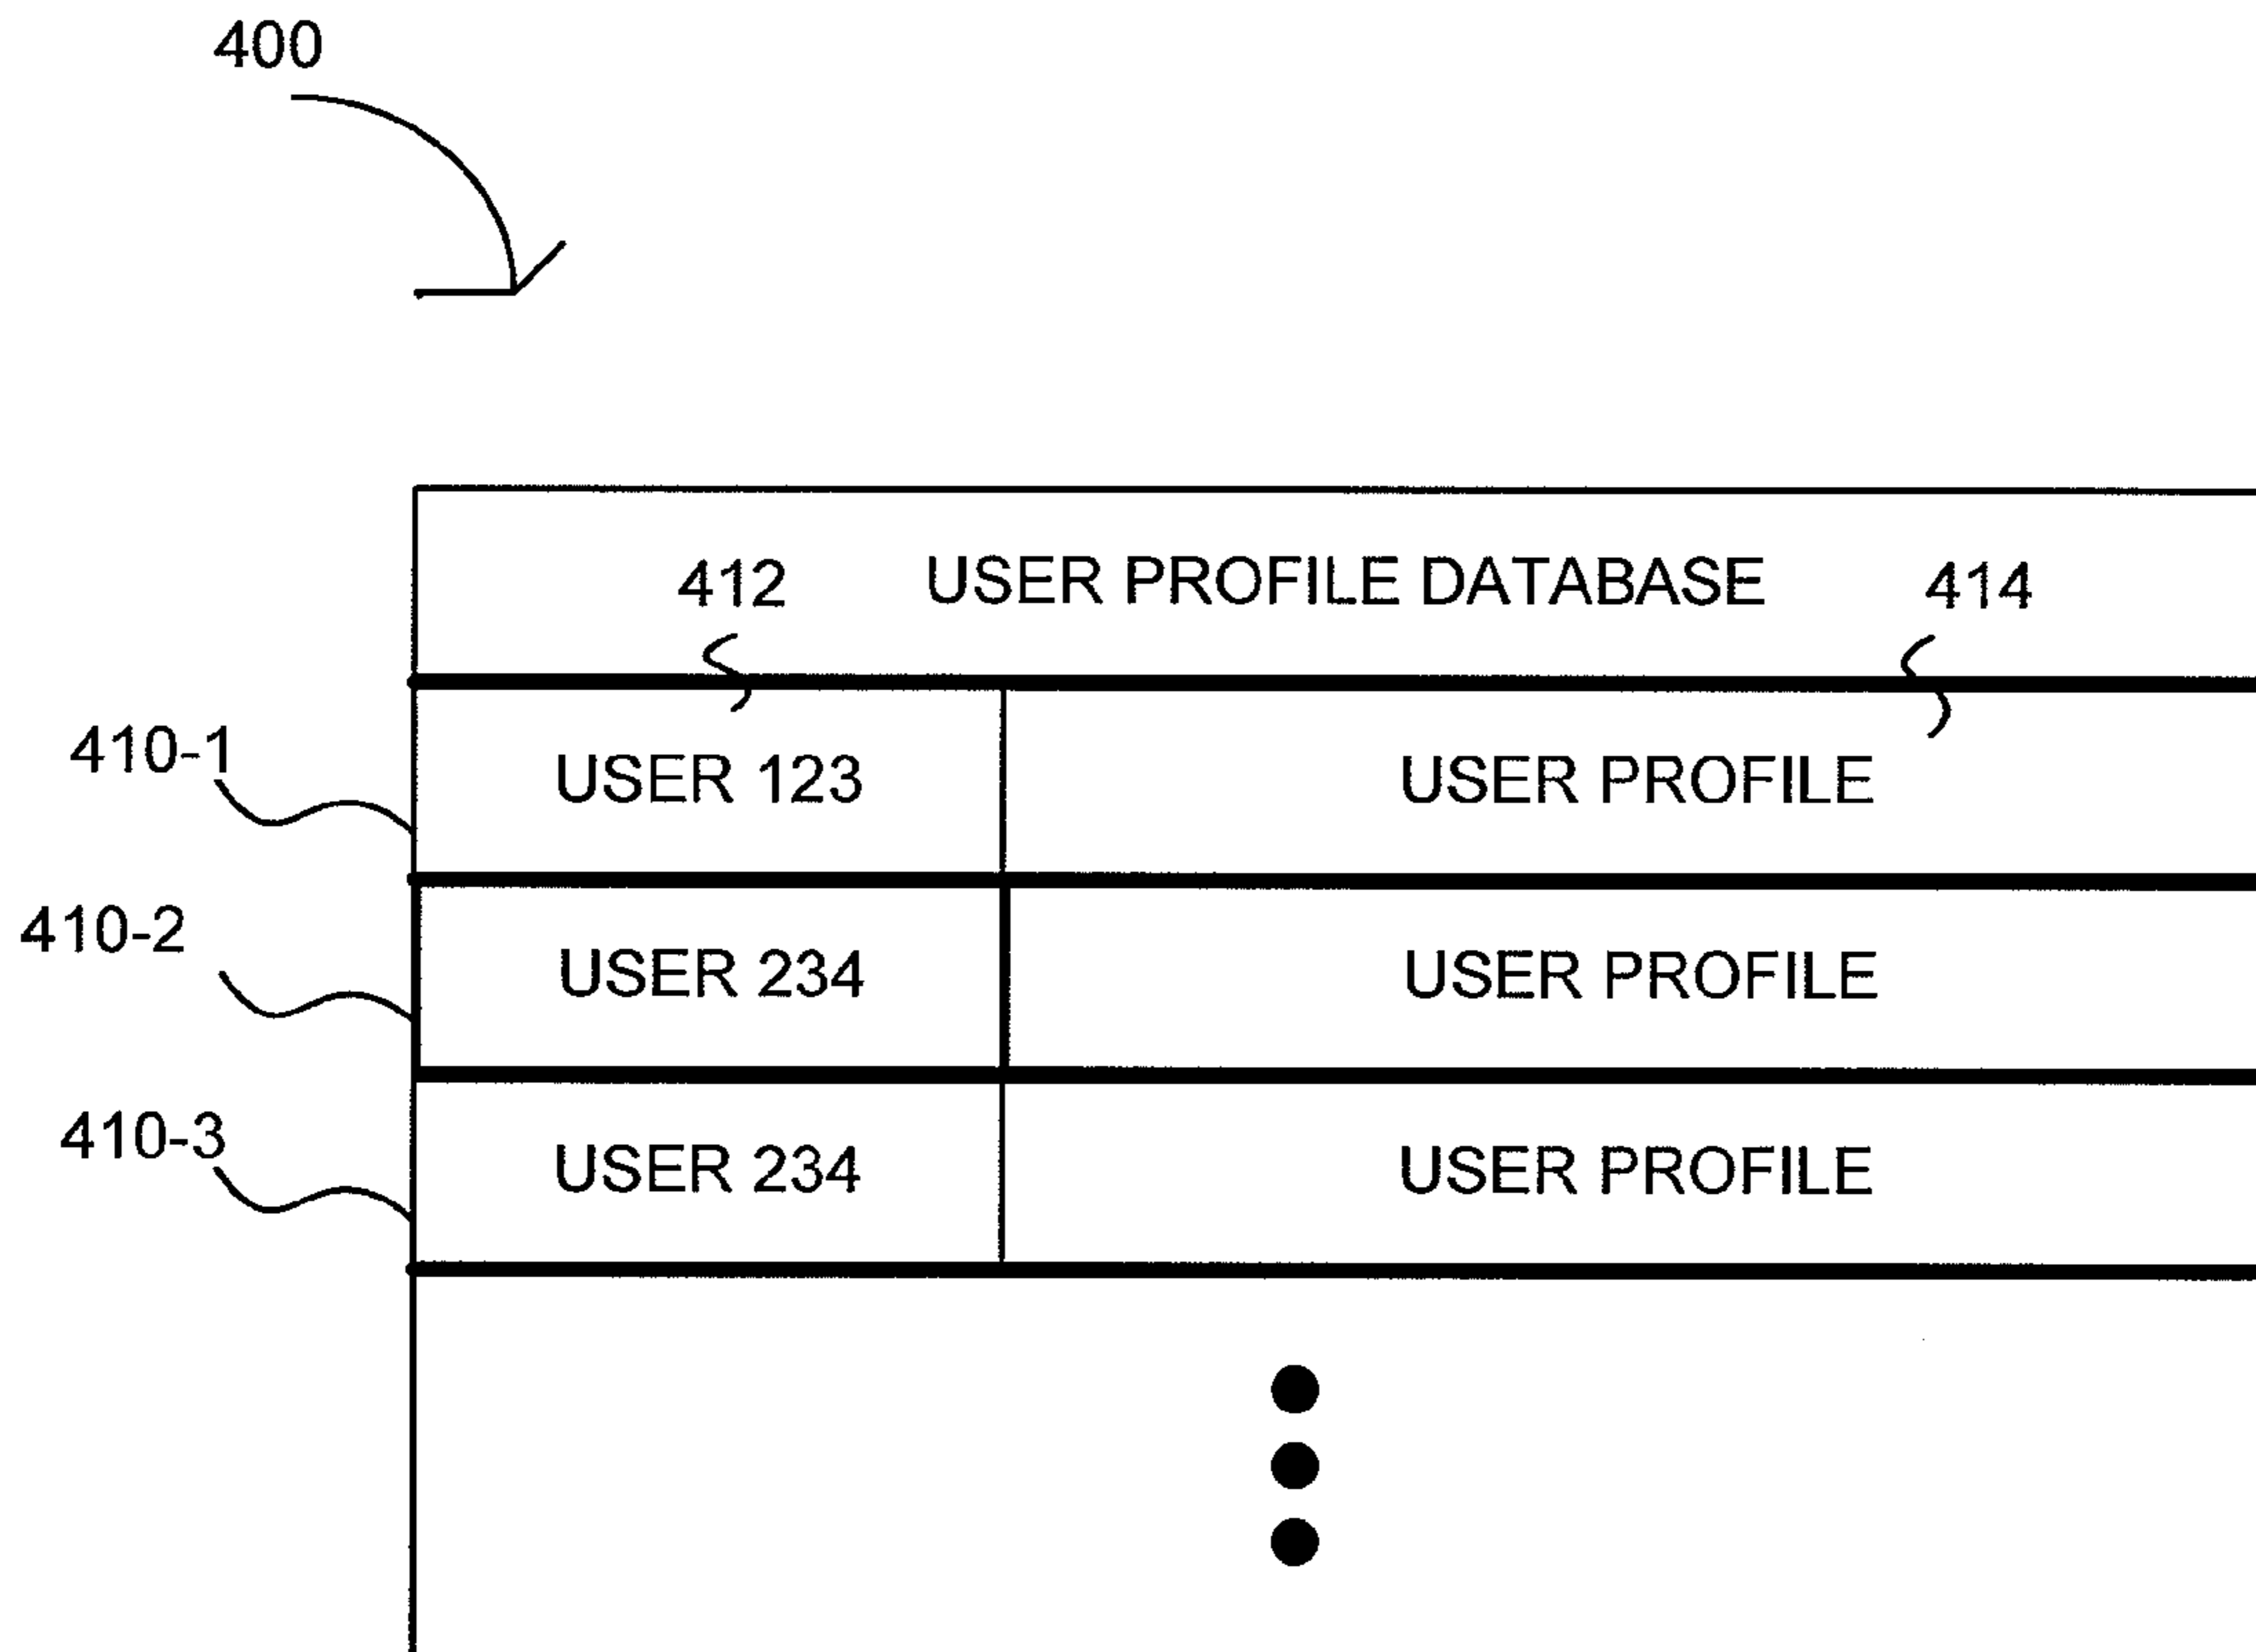 400
412 USER PROFILE DATABASE 414
410-1 USER 123 USER PROFILE
410-2 USER 234 USER PROFILE
410-3 USER 234 USER PROFILE